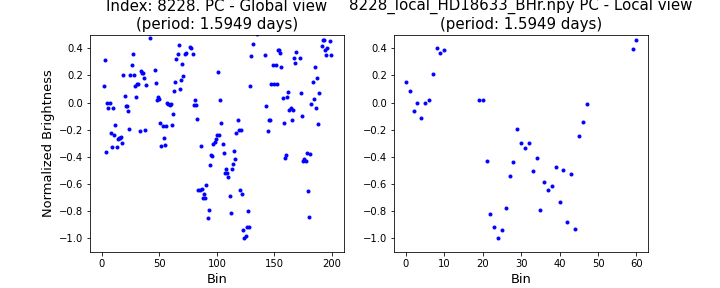 Index: 8228. PC - Global view
(period: 1.5949 days)
8228_local_HD18633_BHr.npy PC - Local view
(period: 1.5949 days)
Normalized Brightness
0.4
0.2
0.0
−0.2
−0.4
−0.6
−0.8
−1.0
0 50 100 150 200
Bin
0.4
0.2
0.0
−0.2
−0.4
−0.6
−0.8
−1.0
0 10 20 30 40 50 60
Bin